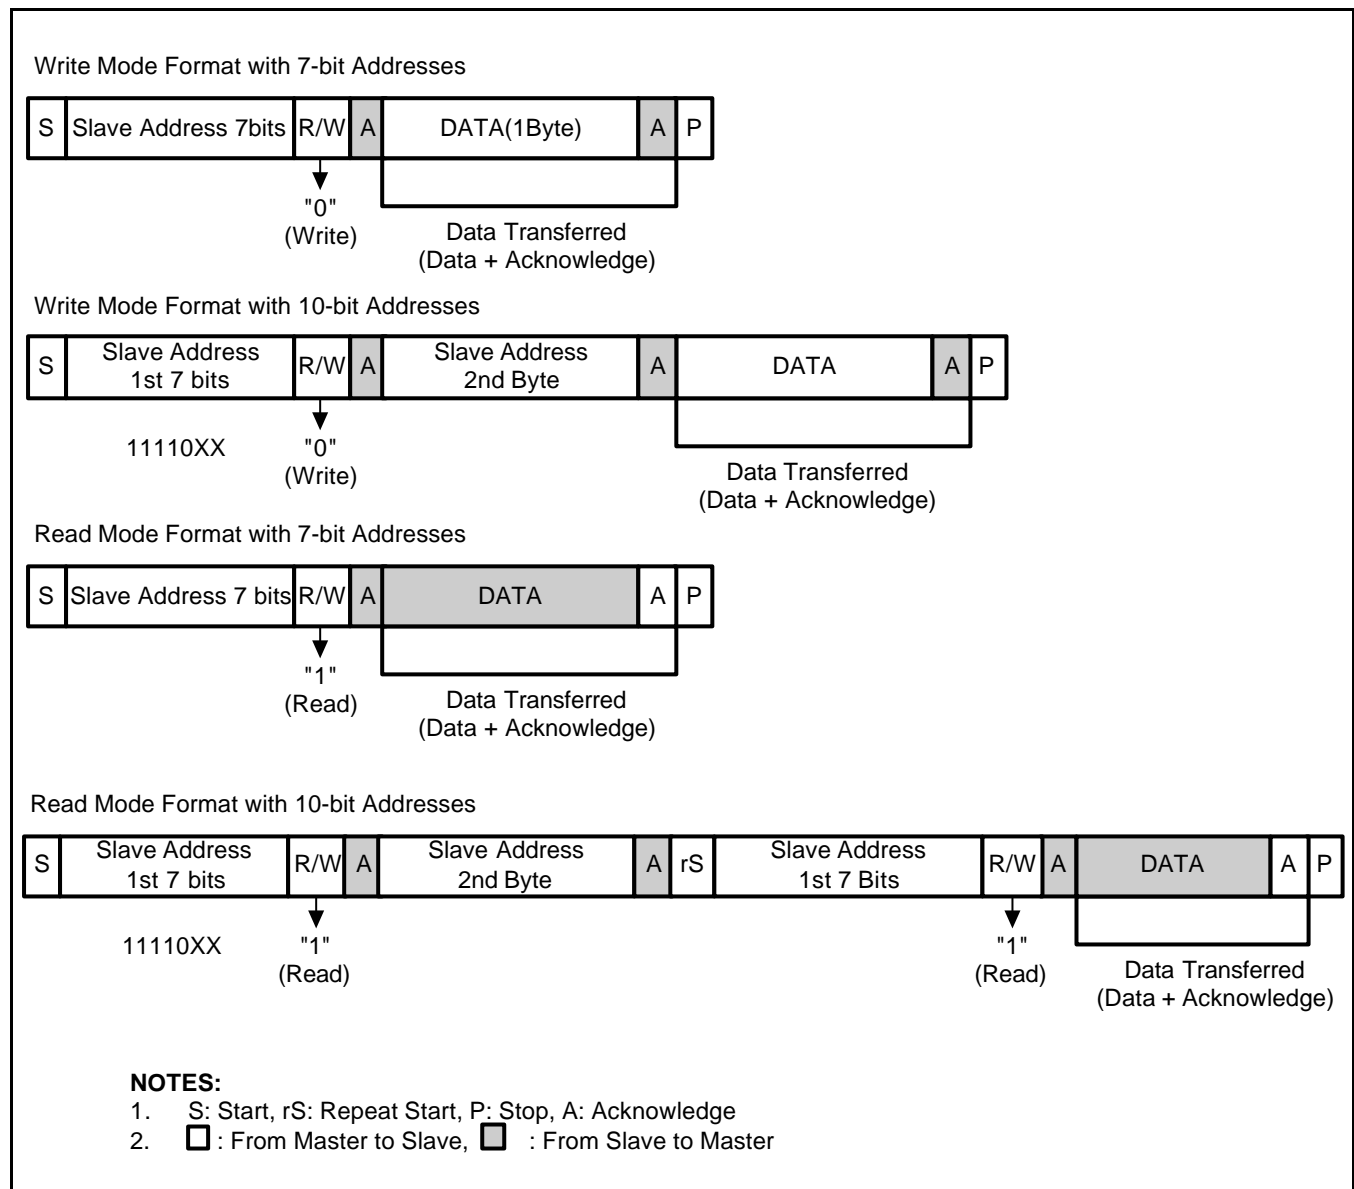 Write Mode Format with 7-bit Addresses
S Slave Address 7bits R/W A DATA(1Byte) A P
"0"
(Write)
Data Transferred
(Data + Acknowledge)
Write Mode Format with 10-bit Addresses
S Slave Address
1st 7 bits R/W A Slave Address
2nd Byte A DATA A P
11110XX "0"
(Write)
Data Transferred
(Data + Acknowledge)
Read Mode Format with 7-bit Addresses
S Slave Address 7 bits R/W A DATA A P
"1"
(Read)
Data Transferred
(Data + Acknowledge)
Read Mode Format with 10-bit Addresses
S Slave Address
1st 7 bits R/W A Slave Address
2nd Byte A rS Slave Address
1st 7 Bits R/W A DATA A P
11110XX "1"
(Read)
"1"
(Read)
Data Transferred
(Data + Acknowledge)
NOTES:
1. S: Start, rS: Repeat Start, P: Stop, A: Acknowledge
2. : From Master to Slave, : From Slave to Master